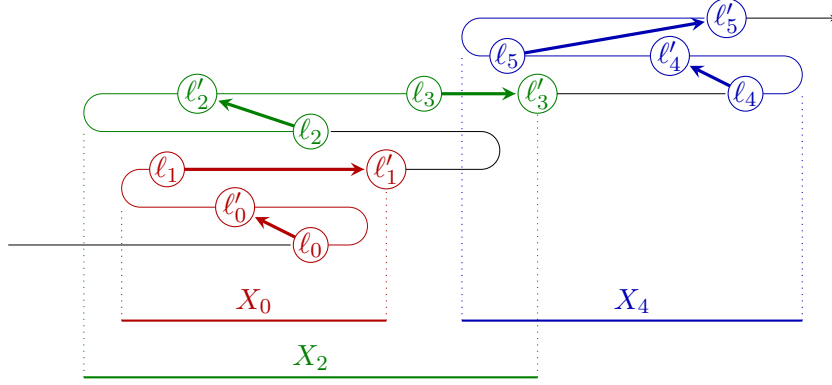 ℓ′₅
ℓ₅ ℓ′₄
ℓ′₂ ℓ₃ ℓ′₃ ℓ₄
ℓ₂
ℓ₁ ℓ′₁
ℓ′₀
ℓ₀
X₀ X₄
X₂